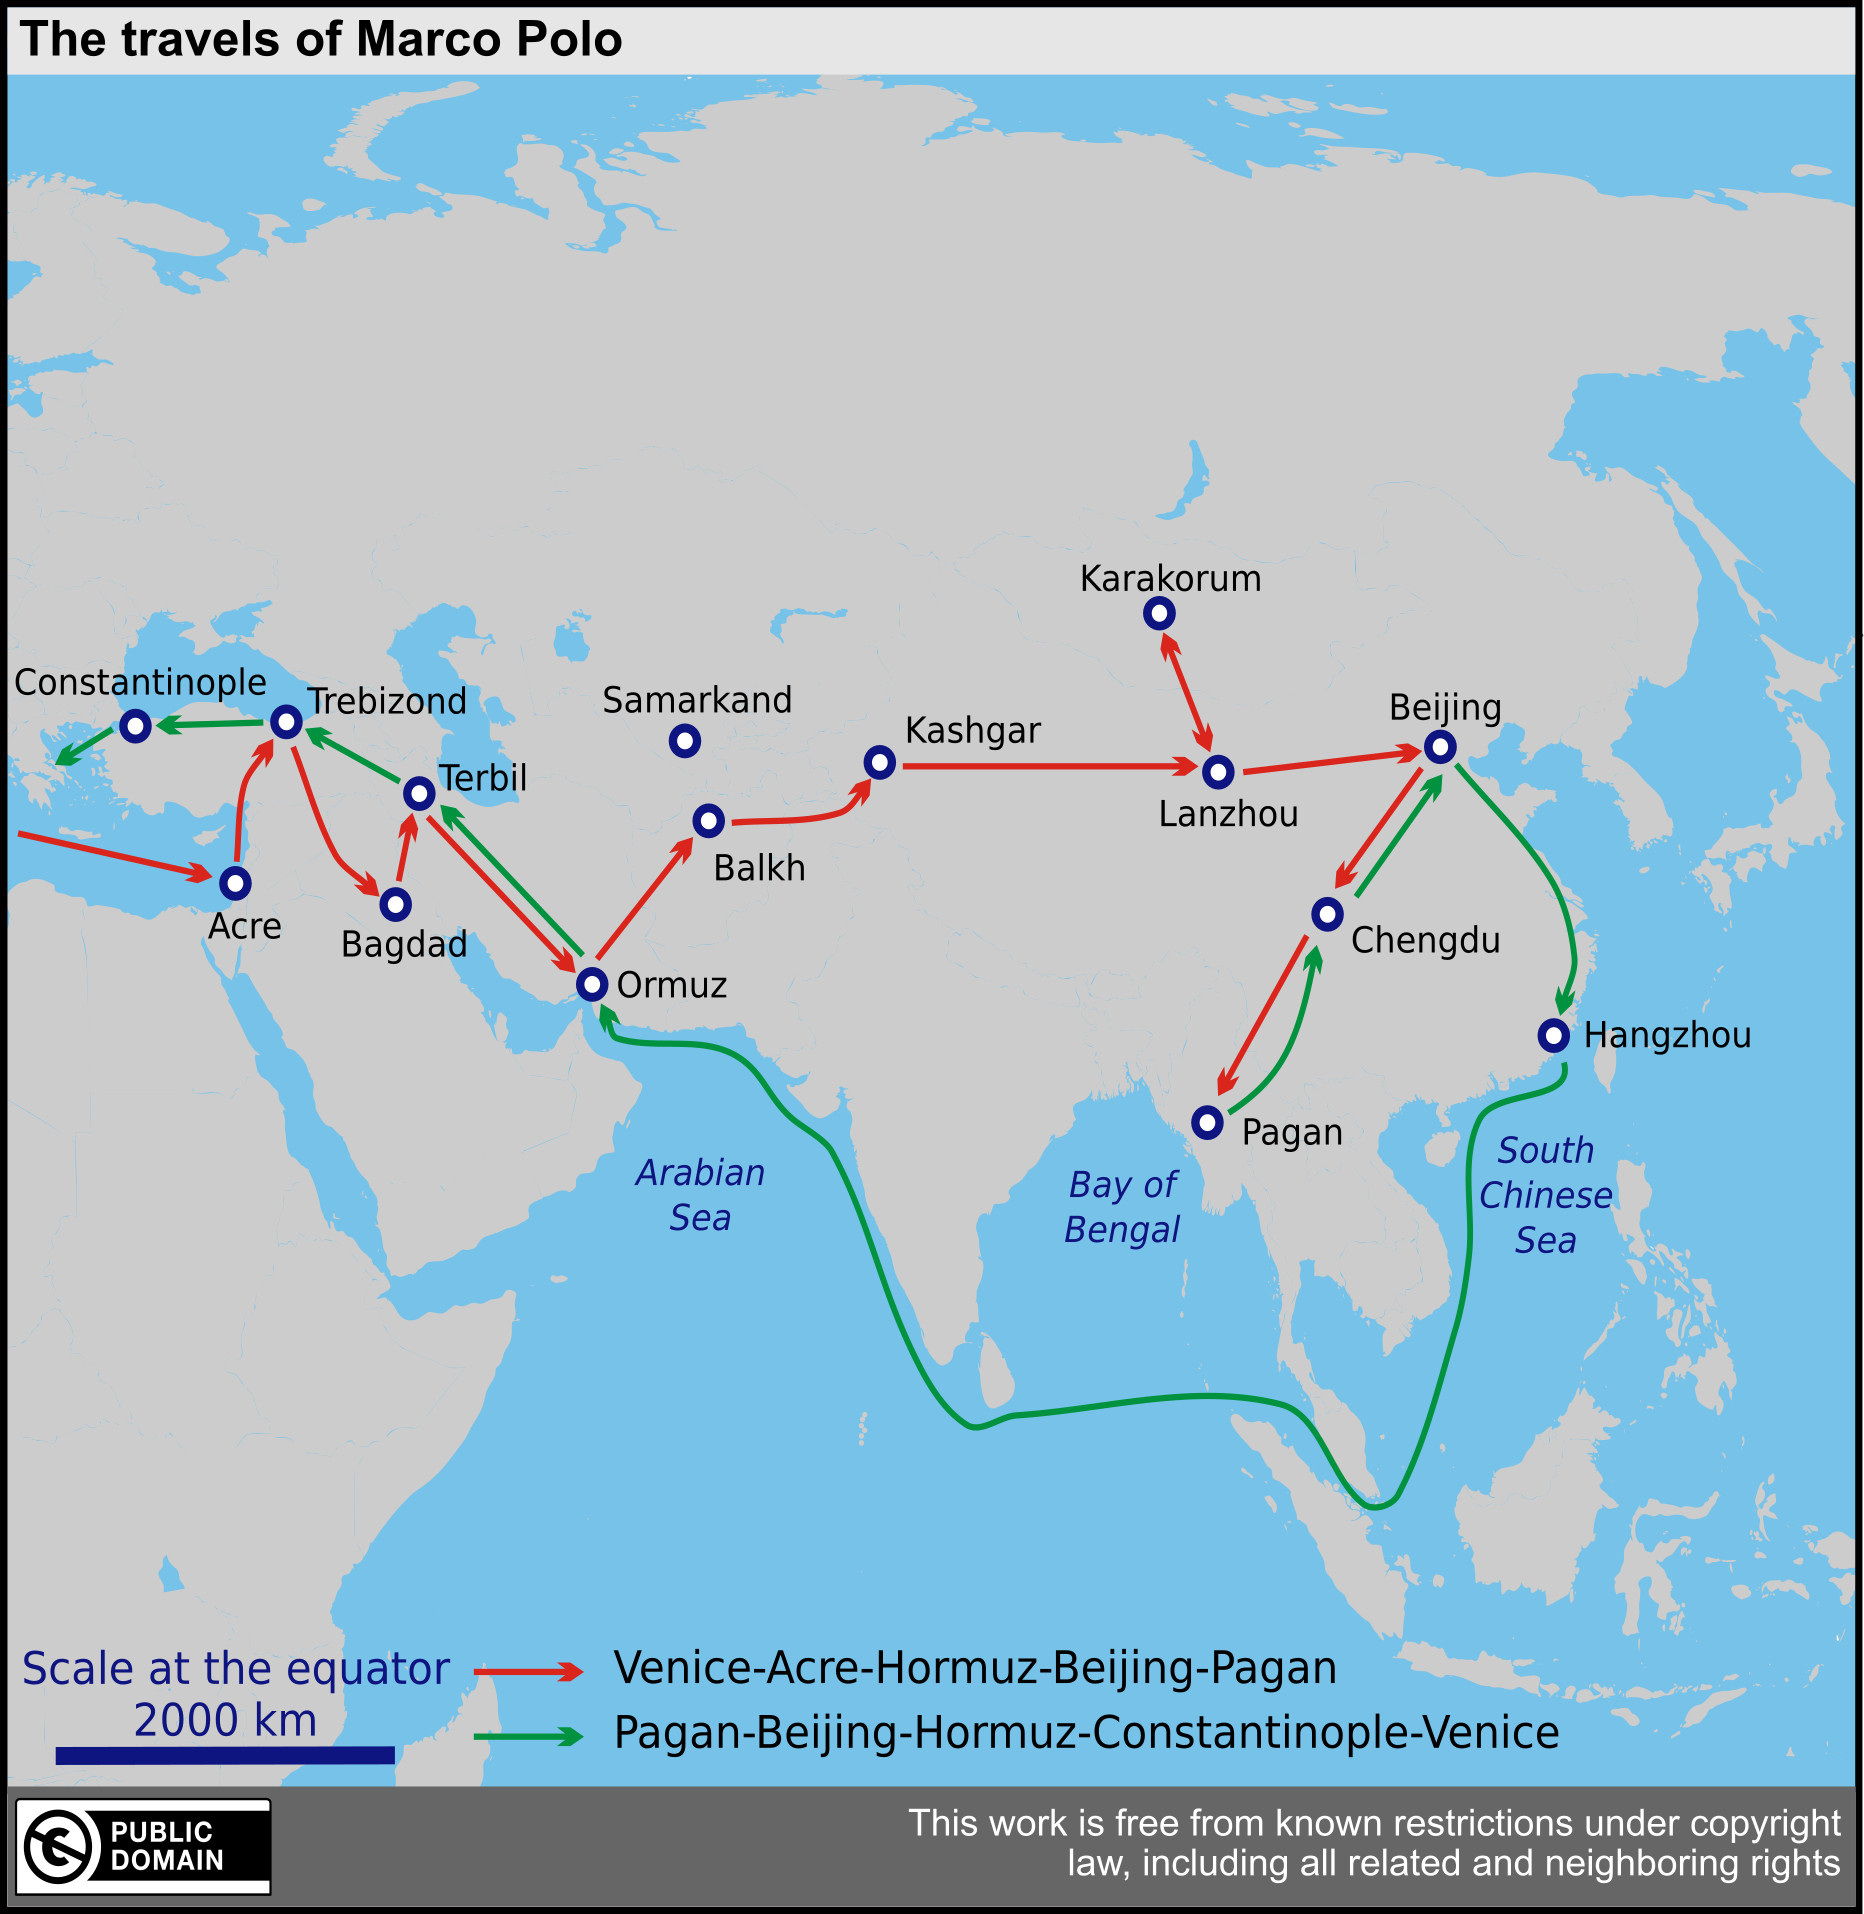 The travels of Marco Polo
Karakorum
Constantinople
Trebizond
Samarkand
Kashgar
Beijing
Terbil
Lanzhou
Balkh
Acre
Bagdad
Chengdu
Ormuz
Hangzhou
Pagan
Arabian
Sea
Bay of
Bengal
South
Chinese
Sea
Scale at the equator
2000 km
Venice-Acre-Hormuz-Beijing-Pagan
Pagan-Beijing-Hormuz-Constantinople-Venice
PUBLIC
DOMAIN
This work is free from known restrictions under copyright
law, including all related and neighboring rights